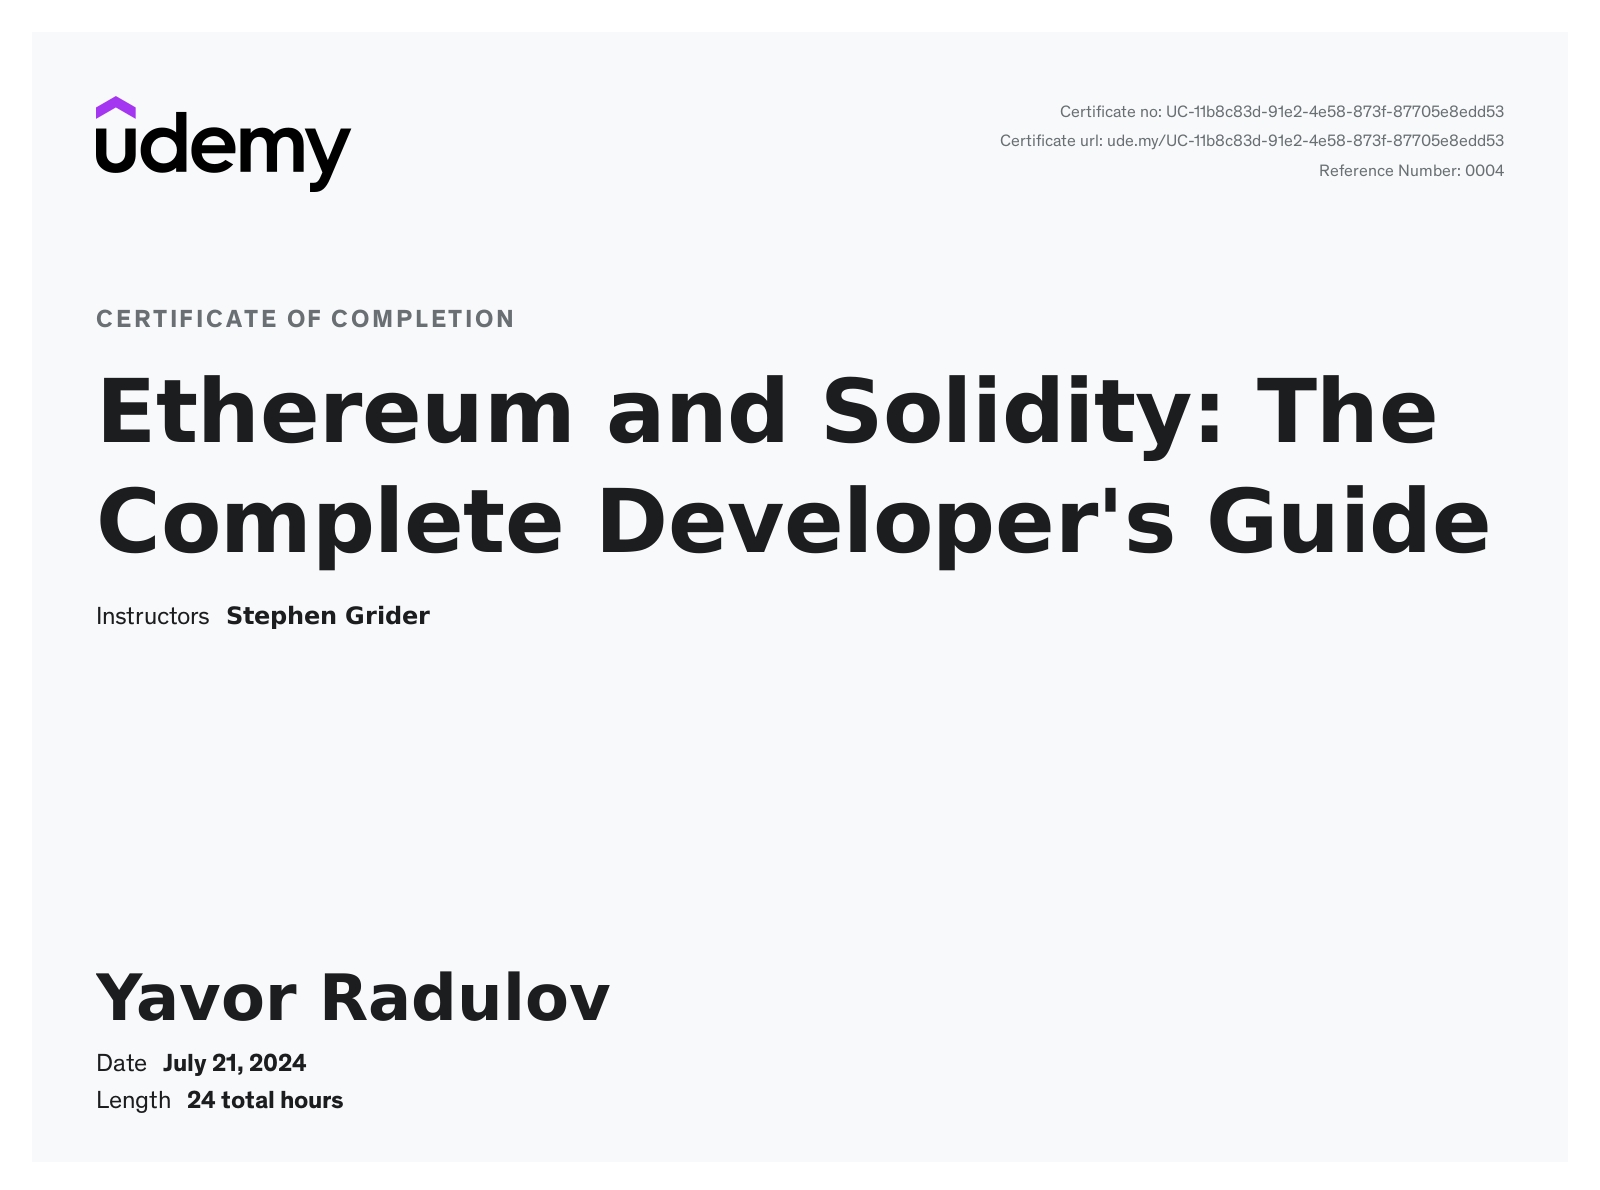 udemy
Certificate no: UC-11b8c83d-91e2-4e58-873f-87705e8edd53
Certificate url: ude.my/UC-11b8c83d-91e2-4e58-873f-87705e8edd53
Reference Number: 0004
CERTIFICATE OF COMPLETION
Ethereum and Solidity: The
Complete Developer's Guide
Instructors Stephen Grider
Yavor Radulov
Date July 21, 2024
Length 24 total hours